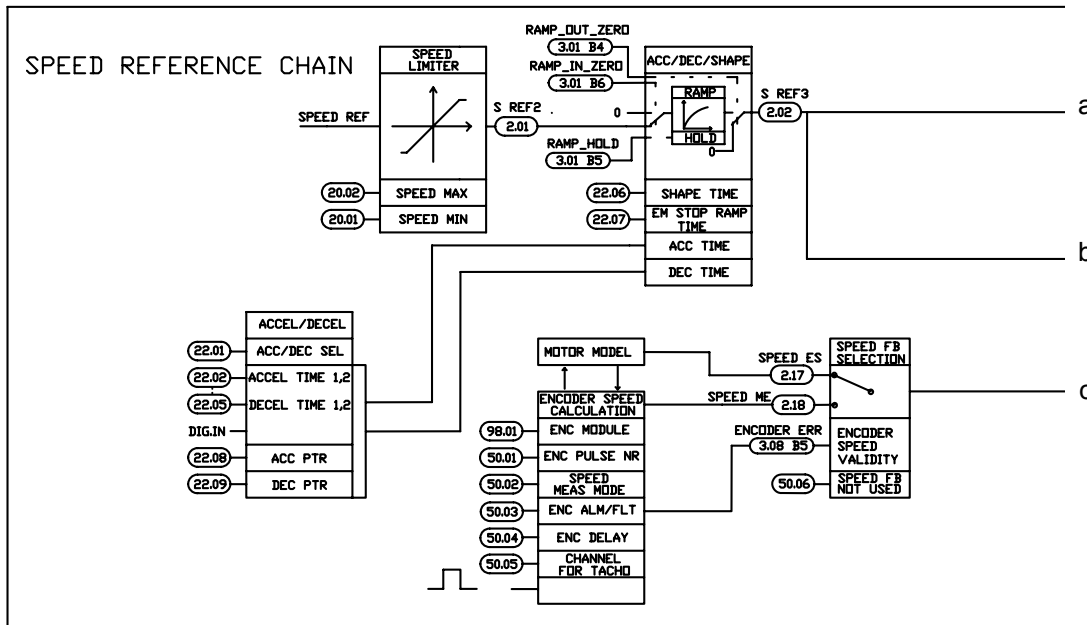 SPEED REFERENCE CHAIN
SPEED REF
SPEED
LIMITER
20.02
SPEED MAX
20.01
SPEED MIN
S REF2
2.01
RAMP_OUT_ZERO
3.01 B4
RAMP_IN_ZERO
3.01 B6
0
RAMP_HOLD
3.01 B5
ACC/DEC/SHAPE
RAMP
HOLD
0
22.06
SHAPE TIME
22.07
EM STOP RAMP
TIME
ACC TIME
DEC TIME
S REF3
2.02
a
b
ACCEL/DECEL
22.01
ACC/DEC SEL
22.02
ACCEL TIME 1,2
22.05
DECEL TIME 1,2
DIG.IN
22.08
ACC PTR
22.09
DEC PTR
MOTOR MODEL
ENCODER SPEED
CALCULATION
98.01
ENC MODULE
50.01
ENC PULSE NR
50.02
SPEED
MEAS MODE
50.03
ENC ALM/FLT
50.04
ENC DELAY
50.05
CHANNEL
FOR TACHO
SPEED ES
2.17
SPEED ME
2.18
ENCODER ERR
3.08 B5
50.06
SPEED FB
SELECTION
ENCODER
SPEED
VALIDITY
SPEED FB
NOT USED